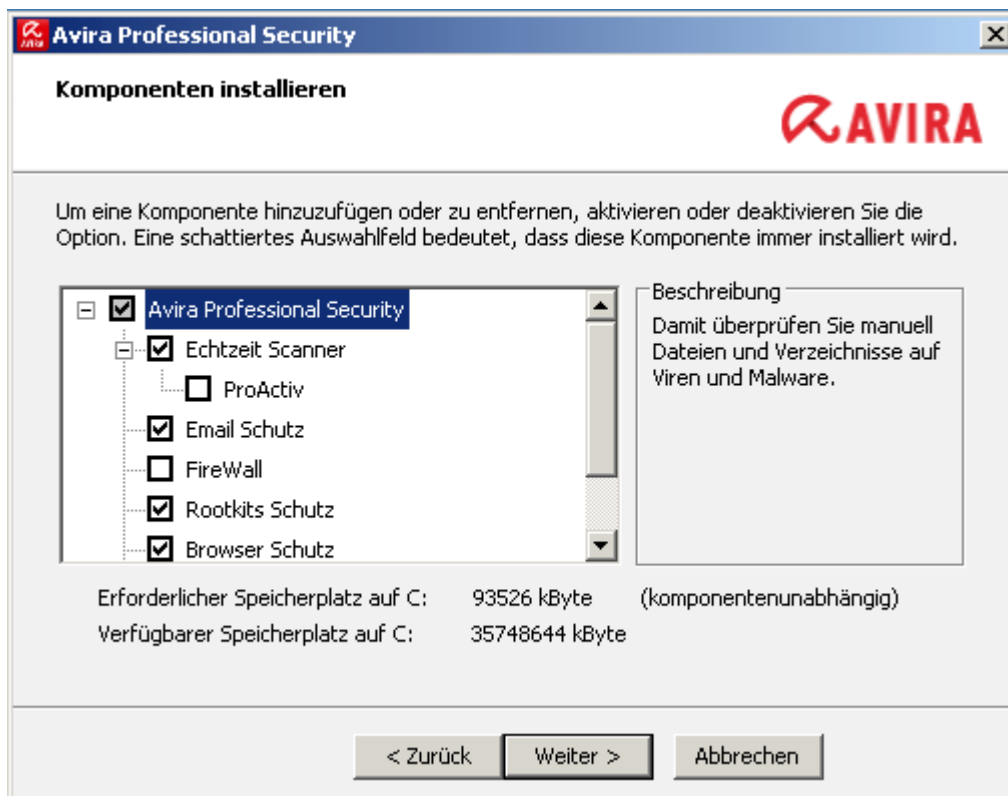 Avira Professional Security
Komponenten installieren
AVIRA
Um eine Komponente hinzuzufügen oder zu entfernen, aktivieren oder deaktivieren Sie die
Option. Eine schattiertes Auswahlfeld bedeutet, dass diese Komponente immer installiert wird.
Avira Professional Security
Echtzeit Scanner
ProActiv
Email Schutz
FireWall
Rootkits Schutz
Browser Schutz
Beschreibung
Damit überprüfen Sie manuell
Dateien und Verzeichnisse auf
Viren und Malware.
Erforderlicher Speicherplatz auf C: 93526 kByte (komponentenunabhängig)
Verfügbarer Speicherplatz auf C: 35748644 kByte
< Zurück Weiter > Abbrechen